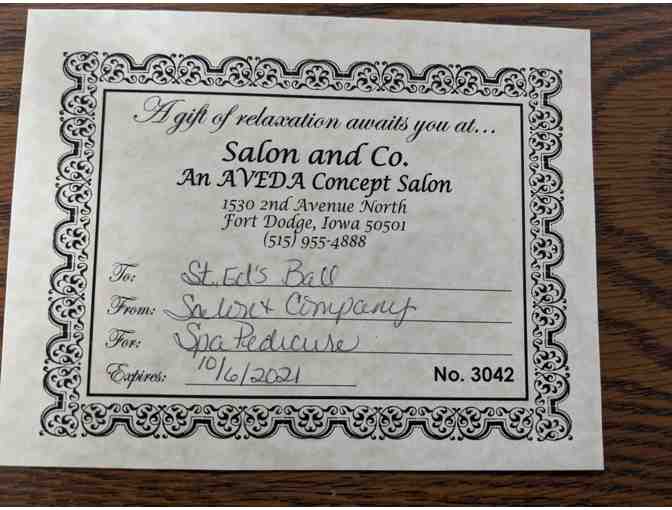 A gift of relaxation awaits you at...
Salon and Co.
An AVEDA Concept Salon
1530 2nd Avenue North
Fort Dodge, Iowa 50501
(515) 955-4888
To: St. Ed's Ball
From: Salon & Company
For: Spa Pedicure
Expires: 10/6/2021
No. 3042